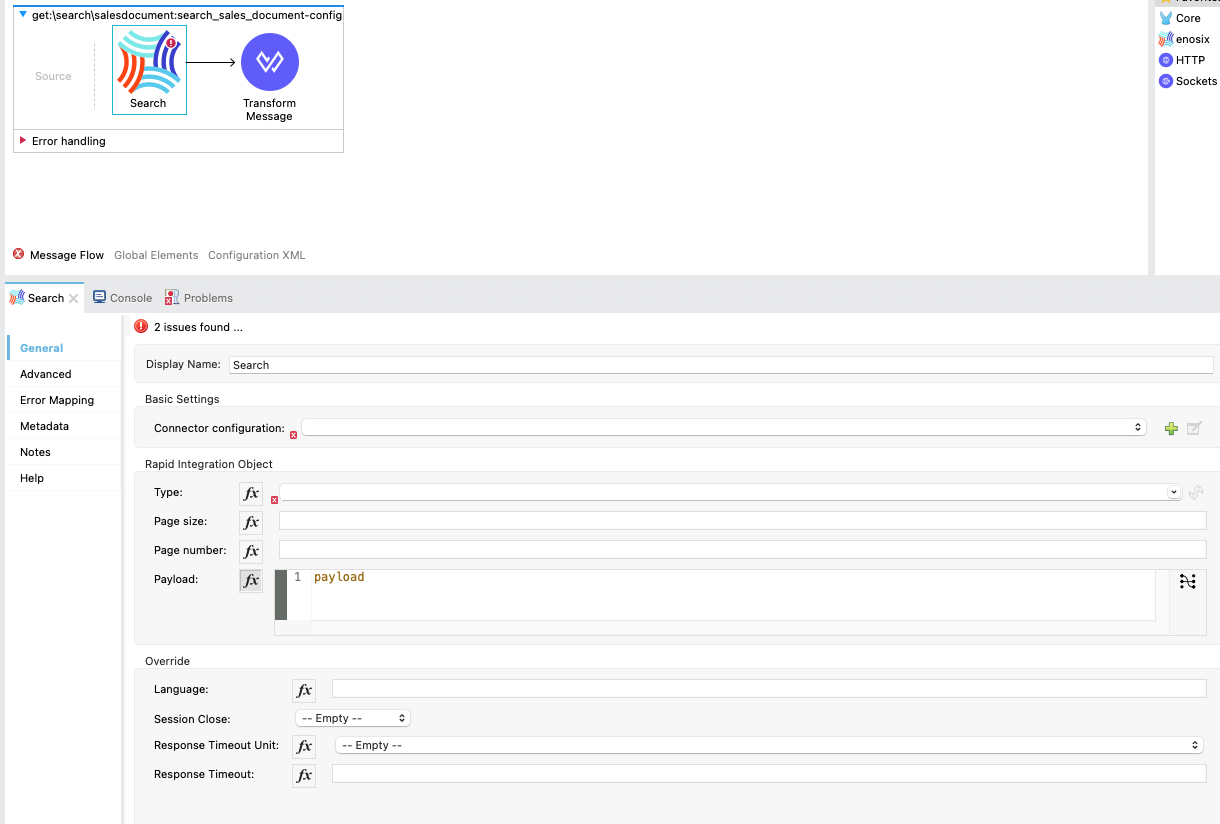 get:\search\salesdocument:search_sales_document-config
Core
enosix
HTTP
Sockets
Source
Search
Transform
Message
Error handling
Message Flow Global Elements Configuration XML
Search Console Problems
2 issues found ...
General
Advanced
Error Mapping
Metadata
Notes
Help
Display Name: Search
Basic Settings
Connector configuration:
Rapid Integration Object
Type: fx
Page size: fx
Page number: fx
Payload: fx 1 payload
Override
Language: fx
Session Close: -- Empty --
Response Timeout Unit: fx -- Empty --
Response Timeout: fx